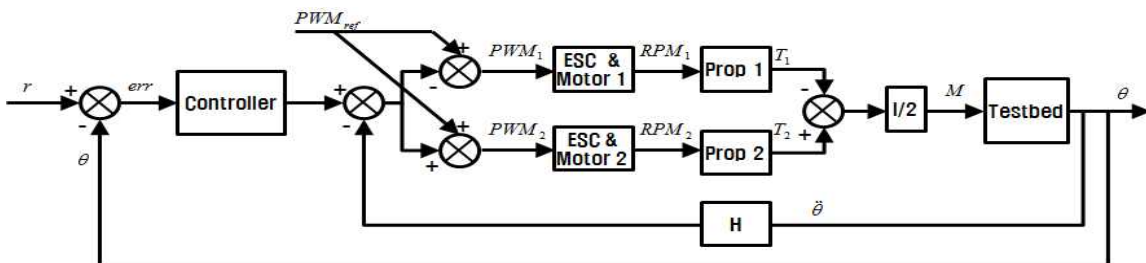 PWM_ref
r
+
-
err
Controller
+
-
+
-
PWM_1
ESC &
Motor 1
RPM_1
Prop 1
T_1
-
+
l/2
M
Testbed
θ
+
+
PWM_2
ESC &
Motor 2
RPM_2
Prop 2
T_2
θ
H
θ̈